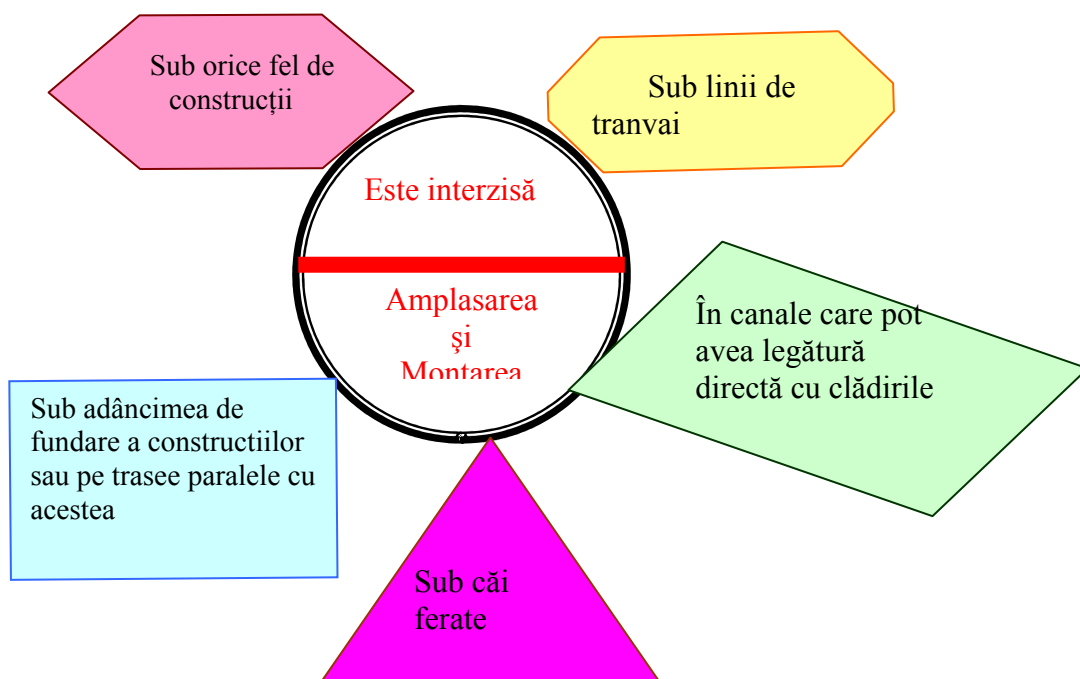 Sub orice fel de
construcții
Sub linii de
tranvai
Este interzisă
Amplasarea
şi
Montarea
În canale care pot
avea legătură
directă cu clădirile
Sub adâncimea de
fundare a constructiilor
sau pe trasee paralele cu
acestea
Sub căi
ferate